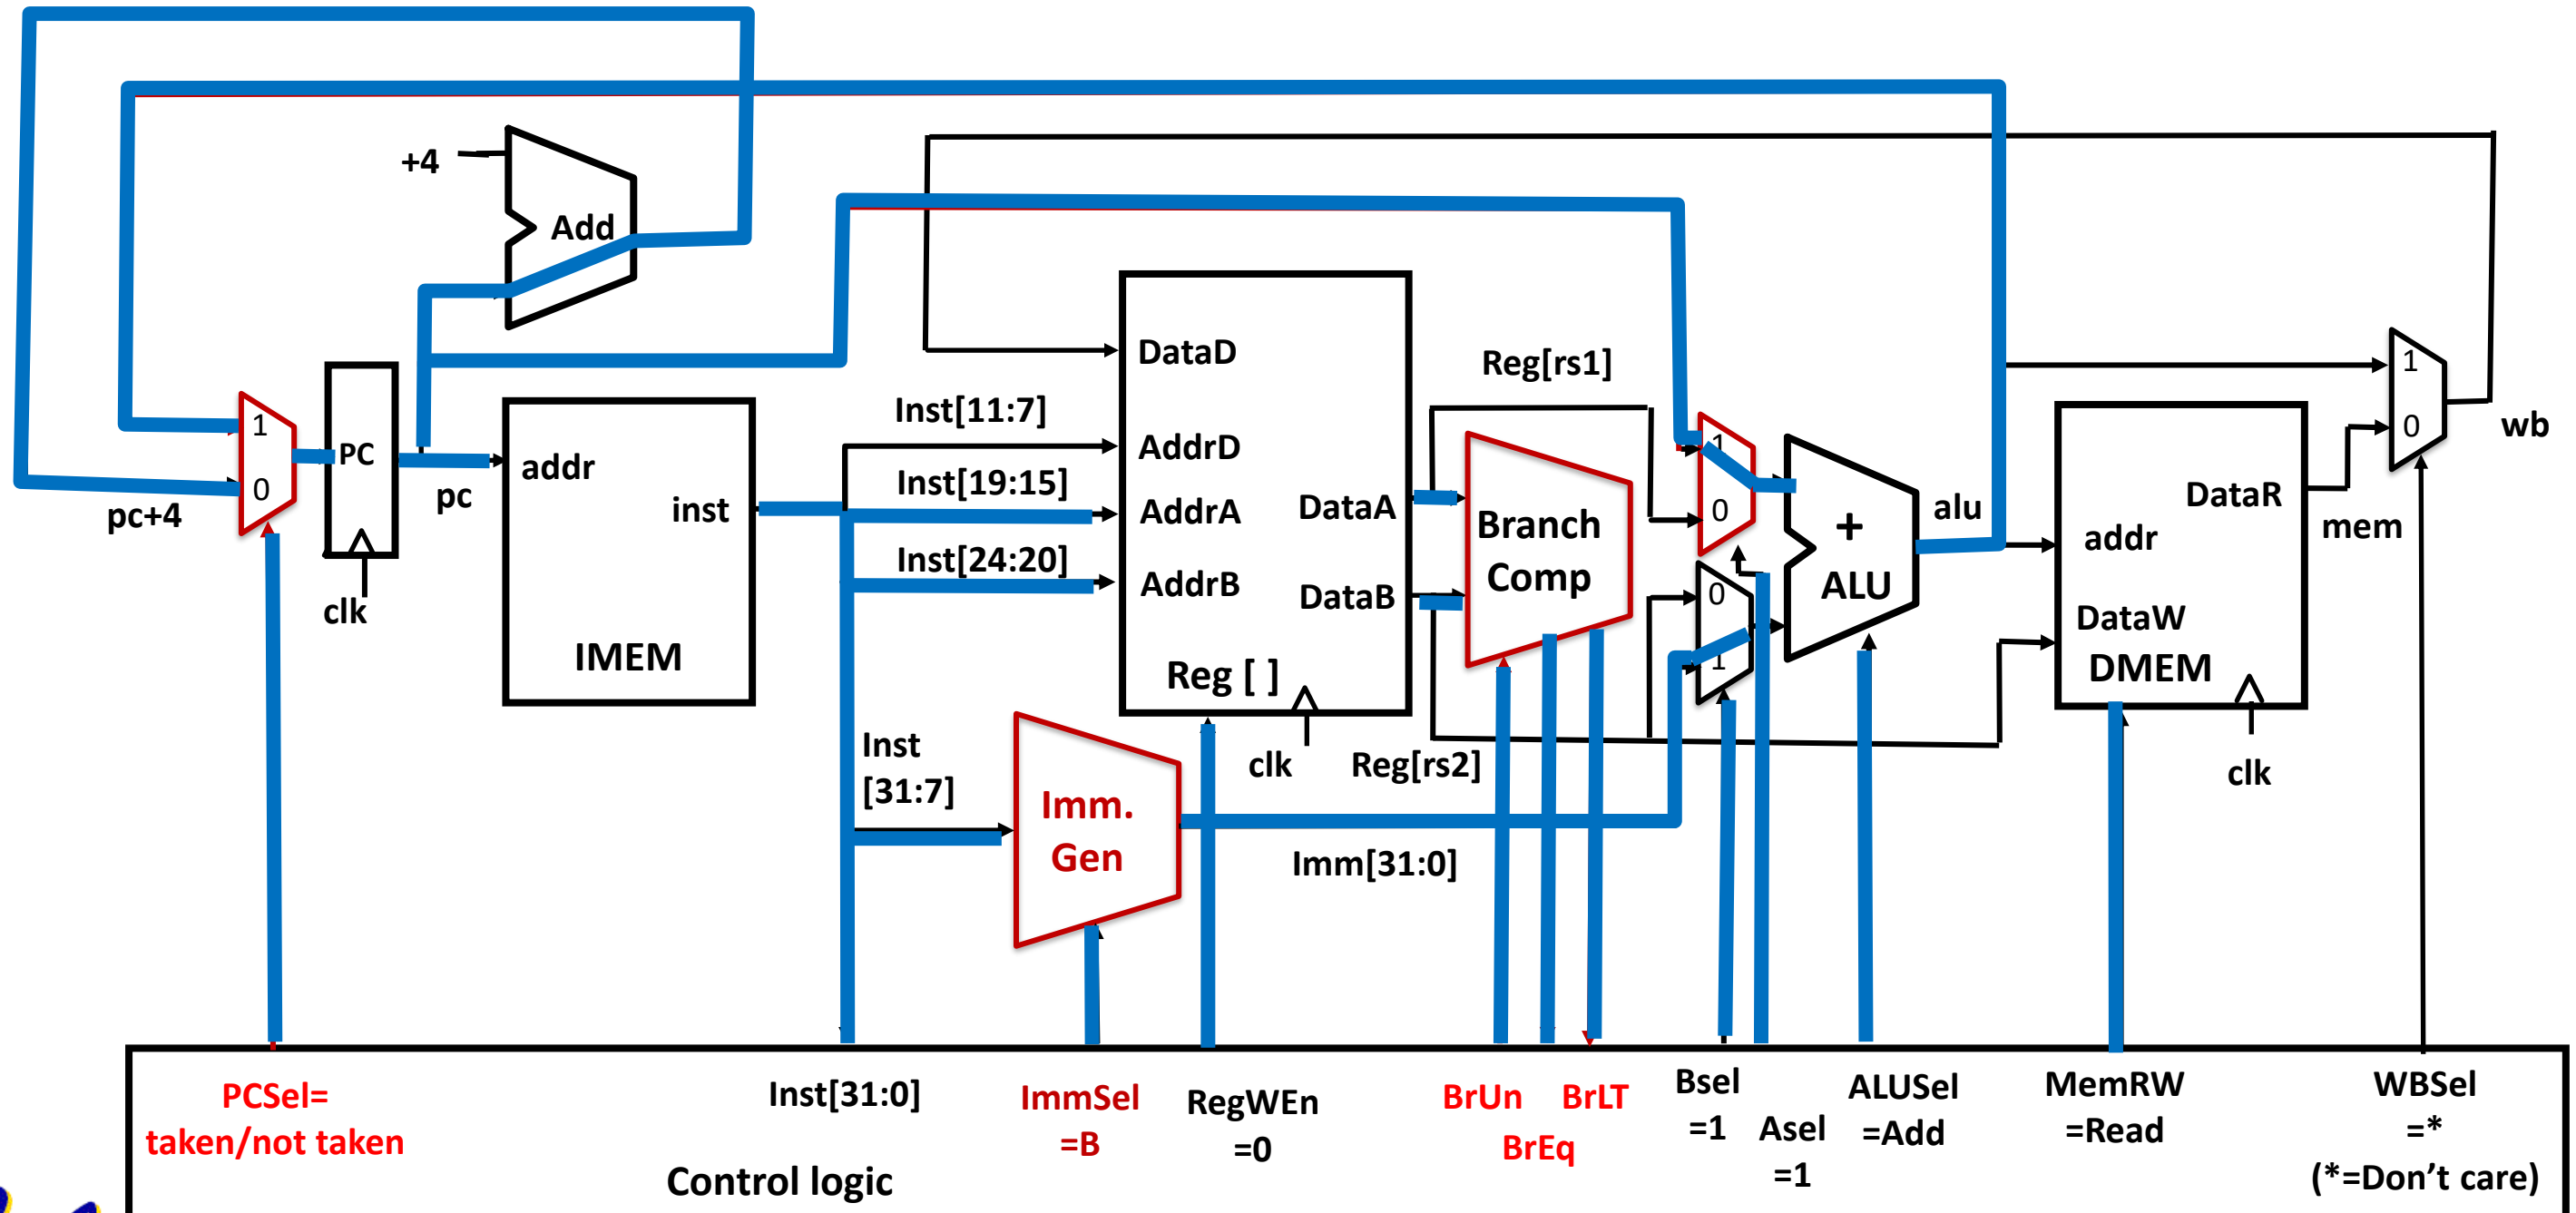 +4
Add
DataD
Reg[rs1]
1
Inst[11:7]
1
0
wb
PC
addr
AddrD
1
Inst[19:15]
0
pc
pc+4
inst
AddrA
DataA
Branch
Comp
0
+
ALU
alu
DataR
mem
addr
Inst[24:20]
AddrB
DataB
0
clk
DataW
DMEM
IMEM
Reg [ ]
1
Inst
[31:7]
clk
Reg[rs2]
clk
Imm.
Gen
Imm[31:0]
PCSel=
taken/not taken
Inst[31:0]
ImmSel
=B
RegWEn
=0
BrUn
BrLT
BrEq
Bsel
=1
Asel
=1
ALUSel
=Add
MemRW
=Read
WBSel
=*
(*=Don’t care)
Control logic